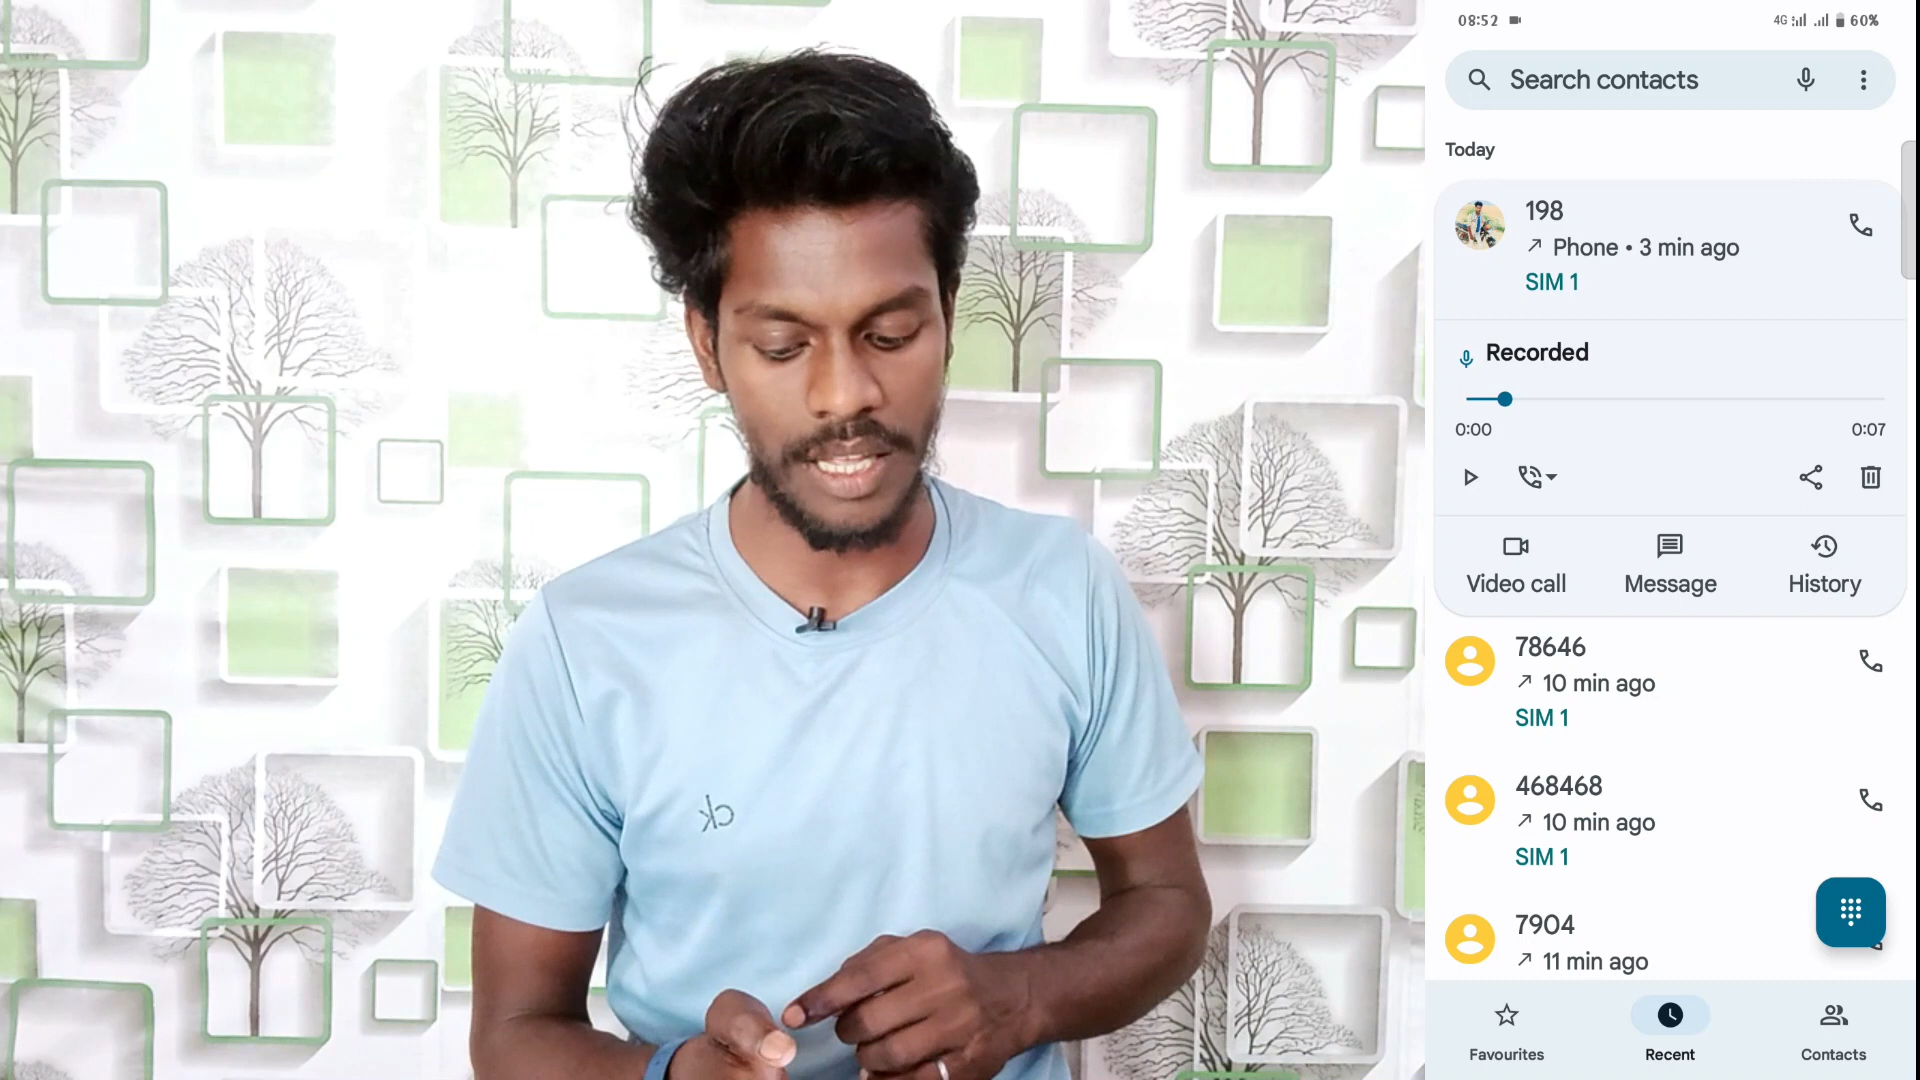 08:52
4G 60%
Search contacts
Today
198
Phone • 3 min ago
SIM 1
Recorded
0:00 0:07
Video call Message History
78646
10 min ago
SIM 1
468468
10 min ago
SIM 1
7904
11 min ago
Favourites Recent Contacts
ck